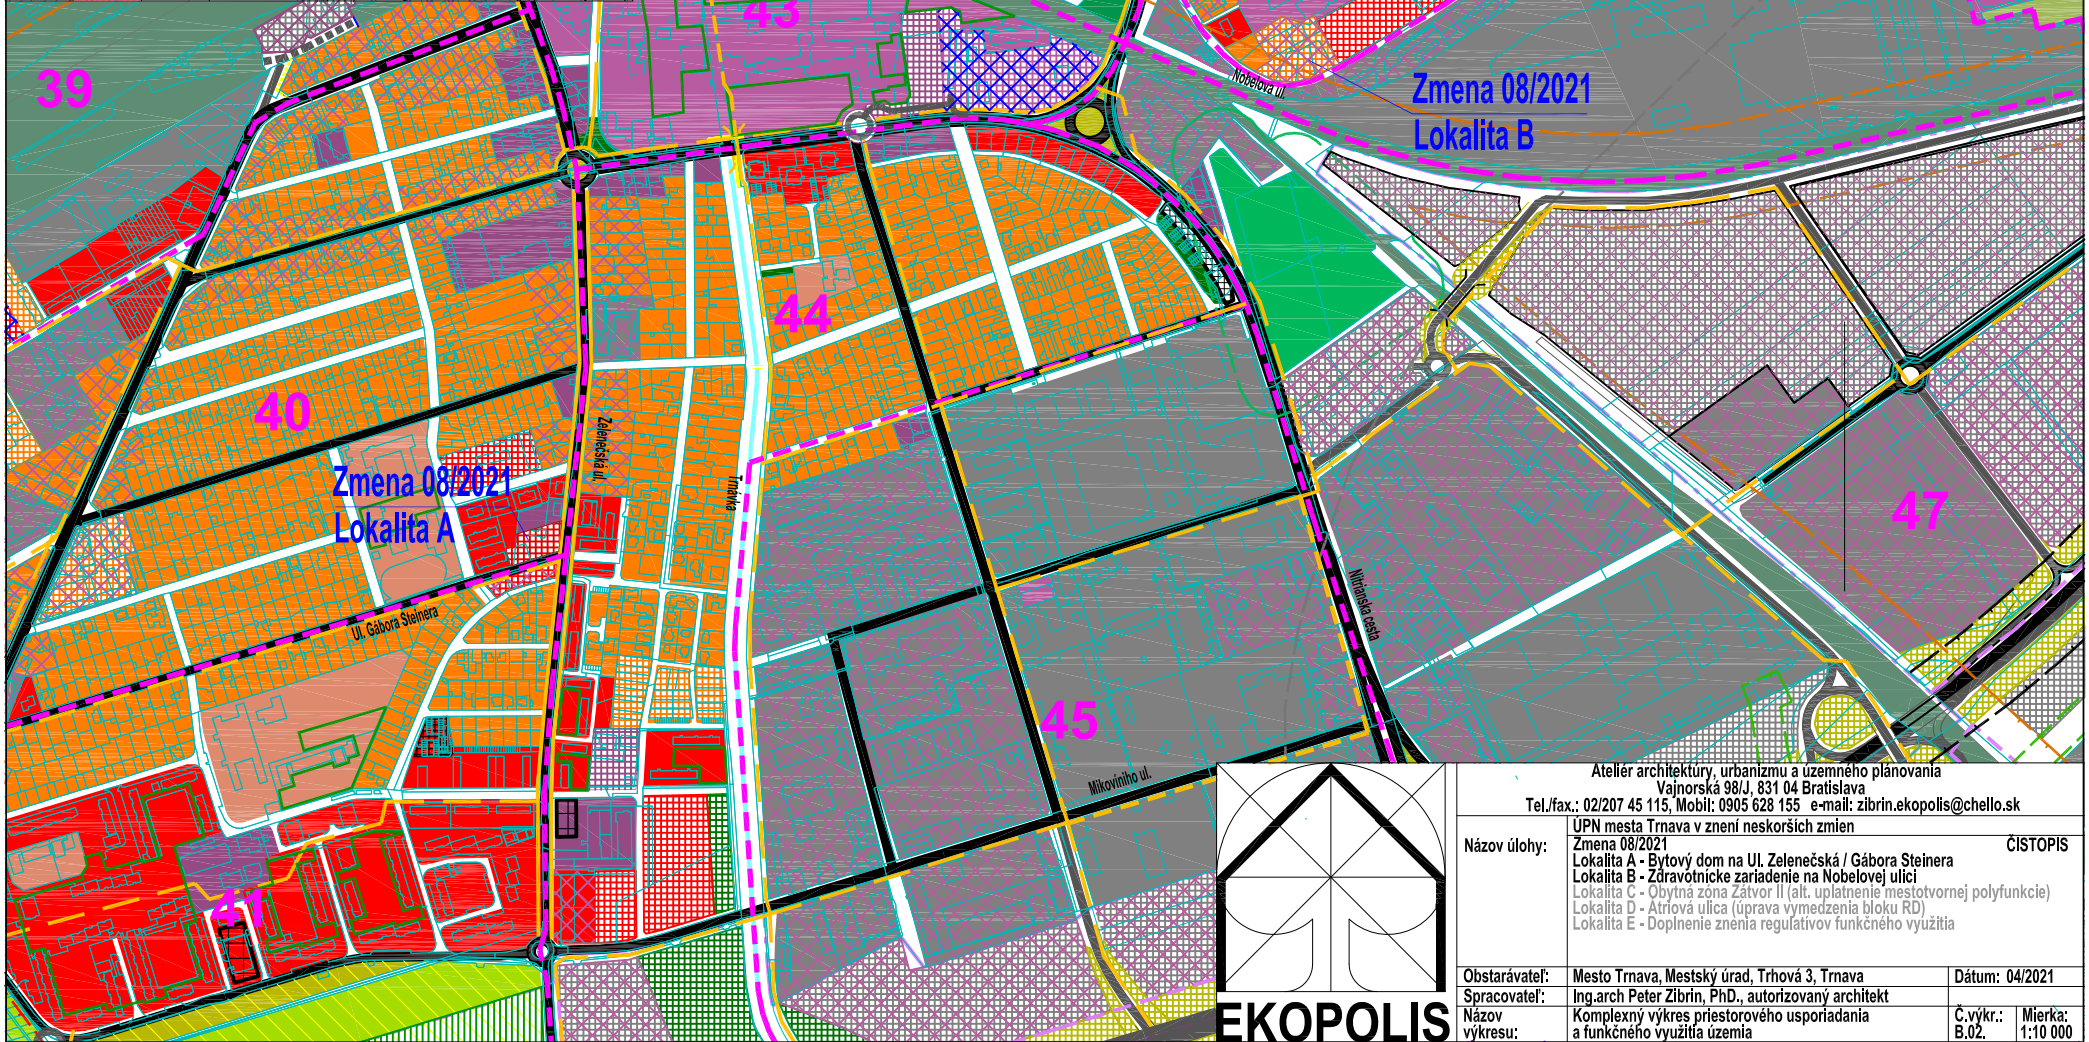 43
39
Nobelova ul.
Zmena 08/2021
Lokalita B
44
40
Zelenečská ul.
Zmena 08/2021
Lokalita A
Trnávka
47
Nitrianska cesta
Ul. Gábora Steinera
45
Mikovíniho ul.
41
EKOPOLIS
Ateliér architektúry, urbanizmu a územného plánovania
Vajnorská 98/J, 831 04 Bratislava
Tel./fax.: 02/207 45 115, Mobil: 0905 628 155 e-mail: zibrin.ekopolis@chello.sk
Názov úlohy:
ÚPN mesta Trnava v znení neskorších zmien
Zmena 08/2021 ČISTOPIS
Lokalita A - Bytový dom na Ul. Zelenečská / Gábora Steinera
Lokalita B - Zdravotnícke zariadenie na Nobelovej ulici
Lokalita C - Obytná zóna Zátvor II (alt. uplatnenie mestotvornej polyfunkcie)
Lokalita D - Átriová ulica (úprava vymedzenia bloku RD)
Lokalita E - Doplnenie znenia regulatívov funkčného využitia
Obstarávateľ: Mesto Trnava, Mestský úrad, Trhová 3, Trnava Dátum: 04/2021
Spracovateľ: Ing.arch Peter Zibrin, PhD., autorizovaný architekt
Názov výkresu: Komplexný výkres priestorového usporiadania
a funkčného využitia územia
Č.výkr.: B.02.
Mierka: 1:10 000